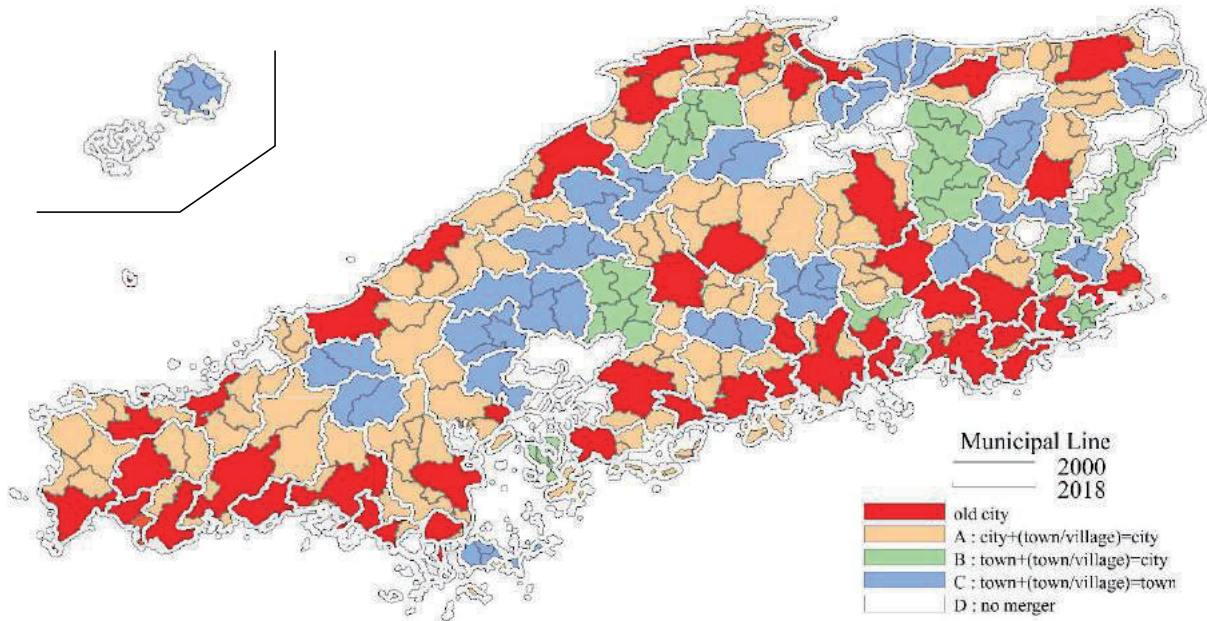 Municipal Line
2000
2018
old city
A : city+(town/village)=city
B : town+(town/village)=city
C : town+(town/village)=town
D : no merger